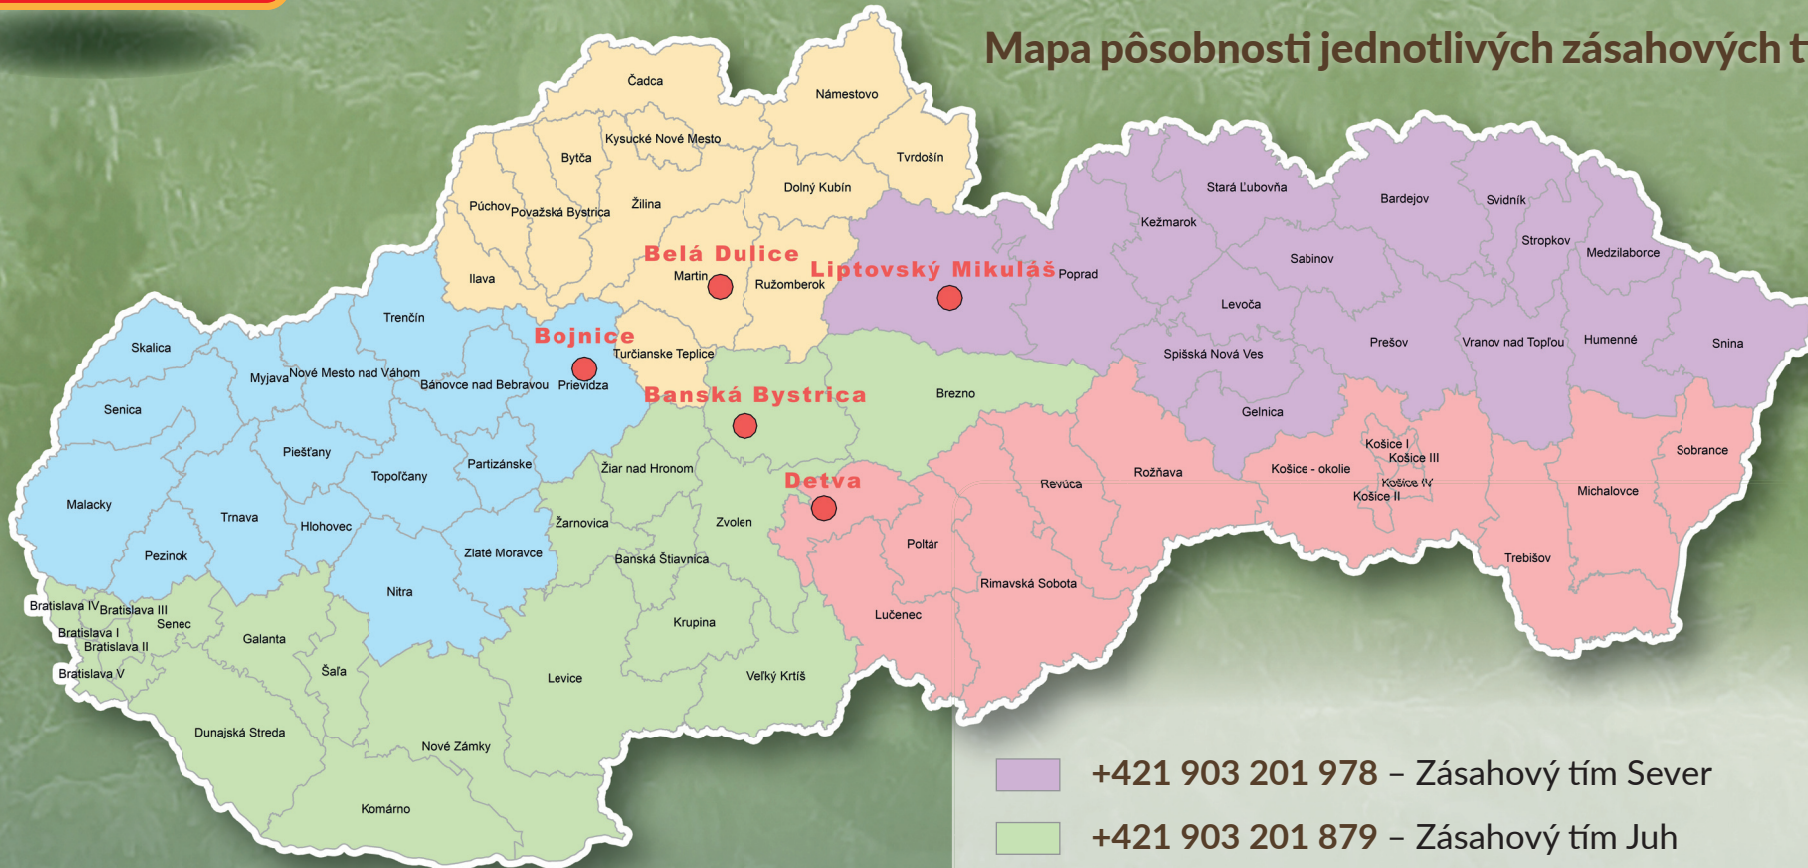 Mapa pôsobnosti jednotlivých zásahových
Čadca
Námestovo
Kysucké Nové Mesto
Bytča
Tvrdošín
Dolný Kubín
Stará Ľubovňa
Bardejov
Svidník
Púchov
Považská Bystrica
Žilina
Kežmarok
Stropkov
Medzilaborce
Sabinov
Belá Dulice
Liptovský Mikuláš
Poprad
Ilava
Martin
Ružomberok
Levoča
Trenčín
Bojnice
Skalica
Turčianske Teplice
Spišská Nová Ves
Prešov
Vranov nad Topľou
Humenné
Snina
Myjava
Nové Mesto nad Váhom
Bánovce nad Bebravou
Prievidza
Banská Bystrica
Brezno
Senica
Gelnica
Piešťany
Topoľčany
Partizánske
Žiar nad Hronom
Detva
Rožňava
Košice - okolie
Košice I
Košice III
Košice IV
Košice II
Sobrance
Michalovce
Malacky
Trnava
Hlohovec
Žarnovica
Zvolen
Revúca
Pezinok
Zlaté Moravce
Banská Štiavnica
Poltár
Trebišov
Nitra
Rimavská Sobota
Bratislava IV
Bratislava III
Senec
Bratislava I
Bratislava II
Bratislava V
Galanta
Šaľa
Krupina
Lučenec
Levice
Veľký Krtíš
Dunajská Streda
Nové Zámky
Komárno
+421 903 201 978 – Zásahový tím Sever
+421 903 201 879 – Zásahový tím Juh